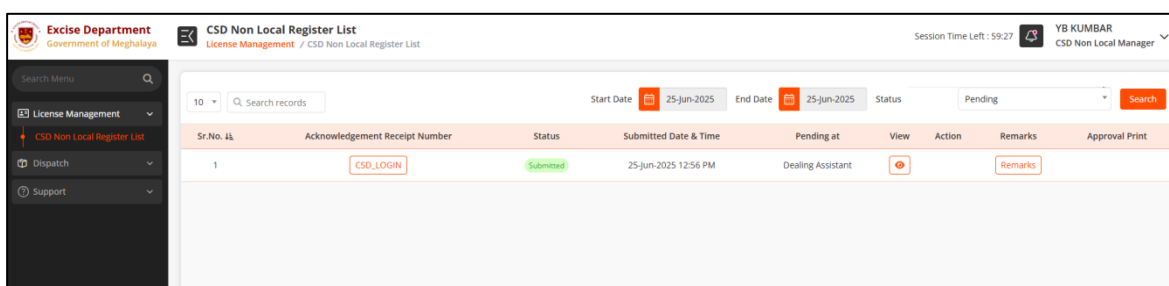 Excise Department
Government of Meghalaya
CSD Non Local Register List
License Management / CSD Non Local Register List
Session Time Left : 59:27
YB KUMBAR
CSD Non Local Manager
Search Menu
License Management
CSD Non Local Register List
Dispatch
Support
10 Search records Start Date 25-Jun-2025 End Date 25-Jun-2025 Status Pending Search
Sr.No. Acknowledgement Receipt Number Status Submitted Date & Time Pending at View Action Remarks Approval Print
1 CSD_LOGIN Submitted 25-Jun-2025 12:56 PM Dealing Assistant Remarks